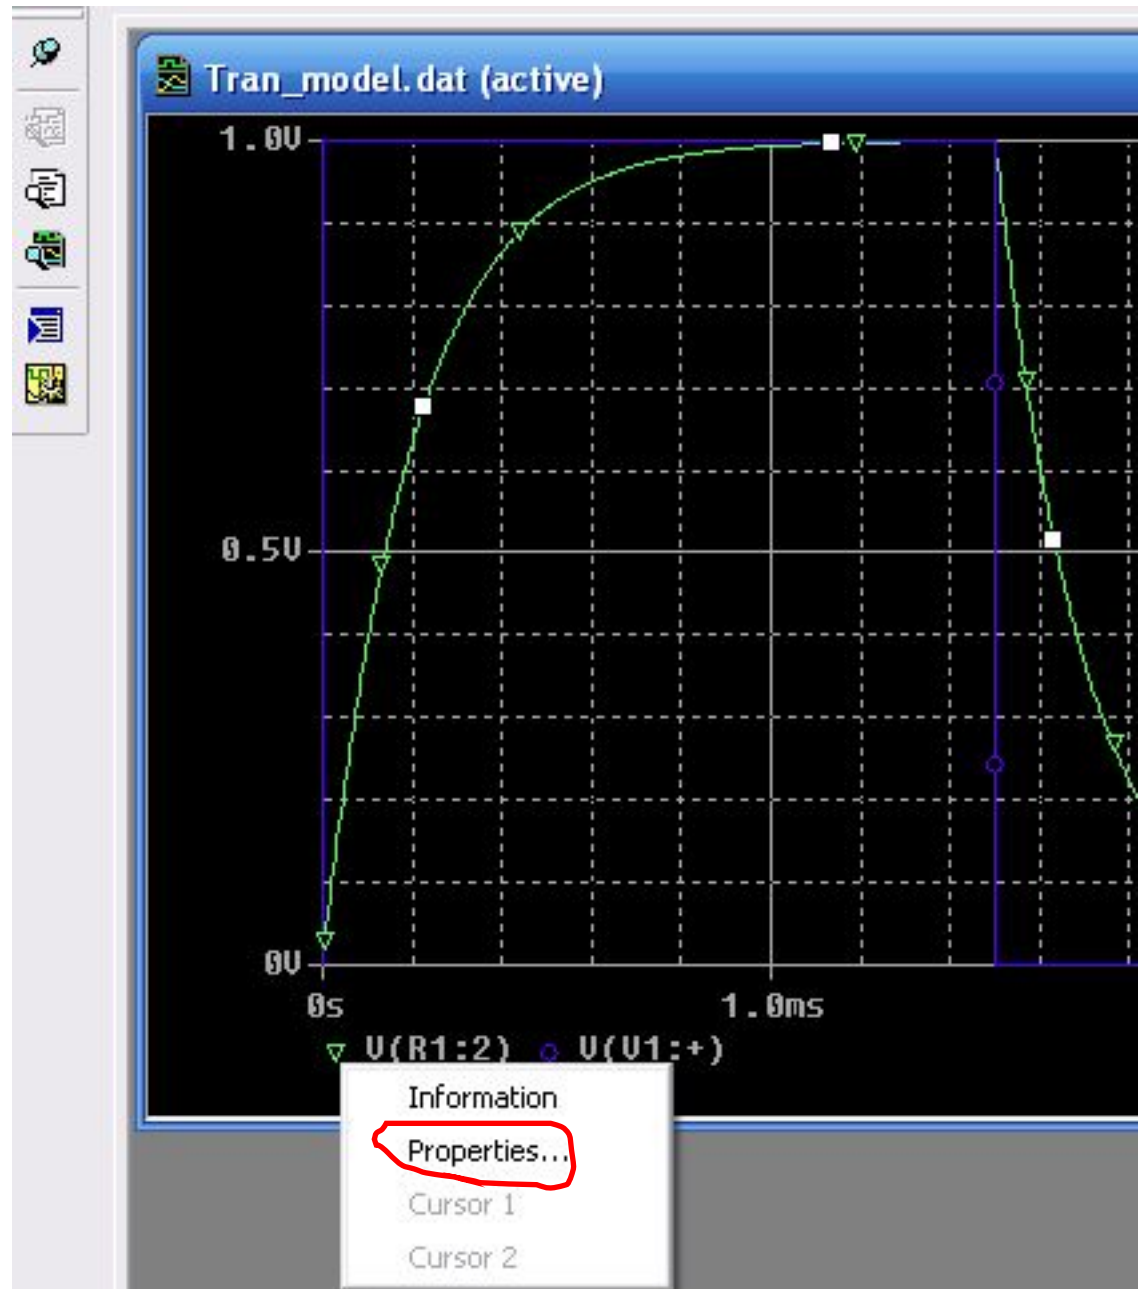 Tran_model.dat (active)
1.0V
0.5V
0V
0s 1.0ms
V(R1:2) V(V1:+)
Information
Properties...
Cursor 1
Cursor 2